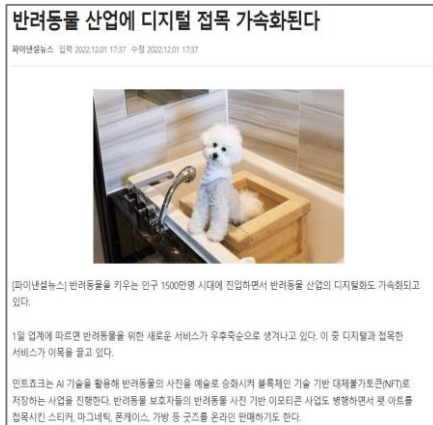 반려동물 산업에 디지털 접목 가속화된다
파이낸셜뉴스 입력 2022.12.01 17:37 수정 2022.12.01 17:37
[파이낸셜뉴스] 반려동물을 키우는 인구 1500만명 시대에 진입하면서 반려동물 산업의 디지털화도 가속화되고
있다.
1일 업계에 따르면 반려동물을 위한 새로운 서비스가 우후죽순으로 생겨나고 있다. 이 중 디지털과 접목한
서비스가 이목을 끌고 있다.
민트쵸크는 AI 기술을 활용해 반려동물의 사진을 예술로 승화시켜 블록체인 기술 기반 대체불가토큰(NFT)로
저장하는 사업을 진행한다. 반려동물 보호자들의 반려동물 사진 기반 이모티콘 사업도 병행하면서 펫 아트를
접목시킨 스티커, 마그네틱, 폰케이스, 가방 등 굿즈를 온라인 판매하기도 한다.